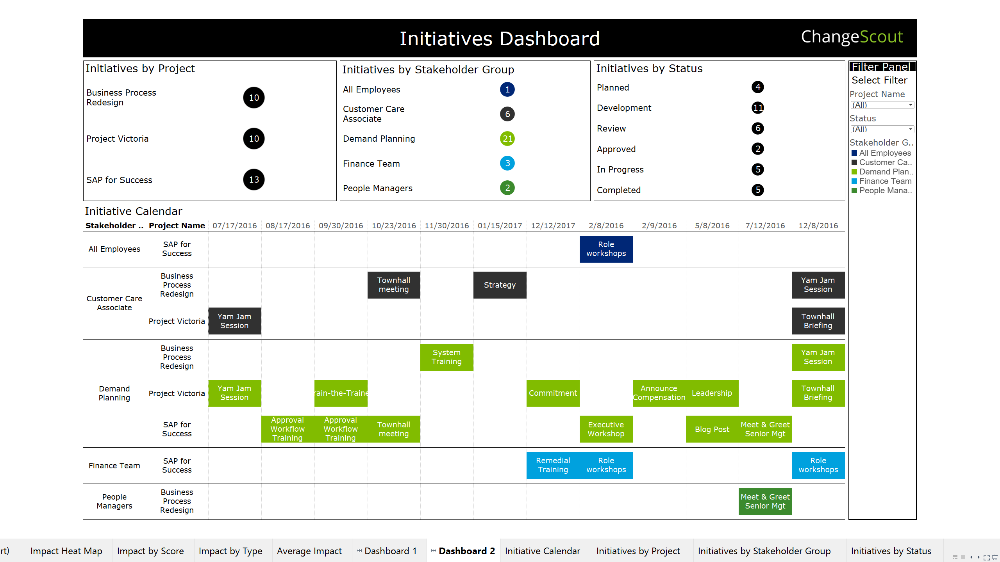 Initiatives Dashboard
ChangeScout
Initiatives by Project
Business Process
Redesign
10
Project Victoria
10
SAP for Success
13
Initiatives by Stakeholder Group
All Employees
1
Customer Care
Associate
6
Demand Planning
21
Finance Team
3
People Managers
2
Initiatives by Status
Planned
4
Development
11
Review
6
Approved
2
In Progress
5
Completed
5
Filter Panel
Select Filter
Project Name
(All)
Status
(All)
Stakeholder G..
All Employees
Customer Ca..
Demand Plan..
Finance Team
People Mana..
Initiative Calendar
Stakeholder .. Project Name 07/17/2016 08/17/2016 09/30/2016 10/23/2016 11/30/2016 01/15/2017 12/12/2017 2/8/2016 2/9/2016 5/8/2016 7/12/2016 12/8/2016
All Employees
SAP for
Success
Role
workshops
Customer Care
Associate
Business
Process
Redesign
Townhall
meeting
Strategy
Yam Jam
Session
Project Victoria
Yam Jam
Session
Townhall
Briefing
Demand
Planning
Business
Process
Redesign
System
Training
Yam Jam
Session
Project Victoria
Yam Jam
Session
rain-the-Traine
Commitment
Announce
Compensation
Leadership
Townhall
Briefing
SAP for
Success
Approval
Workflow
Training
Approval
Workflow
Training
Townhall
meeting
Executive
Workshop
Blog Post
Meet & Greet
Senior Mgt
Finance Team
SAP for
Success
Remedial
Training
Role
workshops
Role
workshops
People
Managers
Business
Process
Redesign
Meet & Greet
Senior Mgt
rt) Impact Heat Map Impact by Score Impact by Type Average Impact Dashboard 1 Dashboard 2 Initiative Calendar Initiatives by Project Initiatives by Stakeholder Group Initiatives by Status